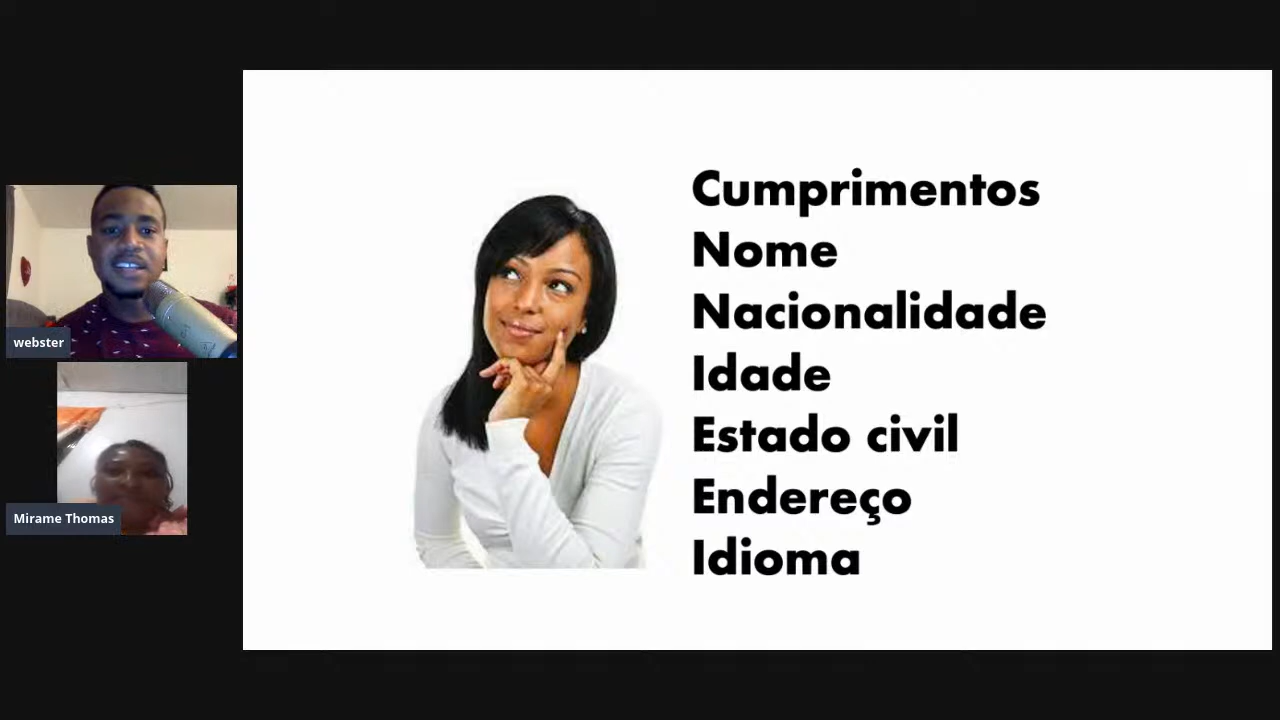 webster
Mirame Thomas
Cumprimentos
Nome
Nacionalidade
Idade
Estado civil
Endereço
Idioma